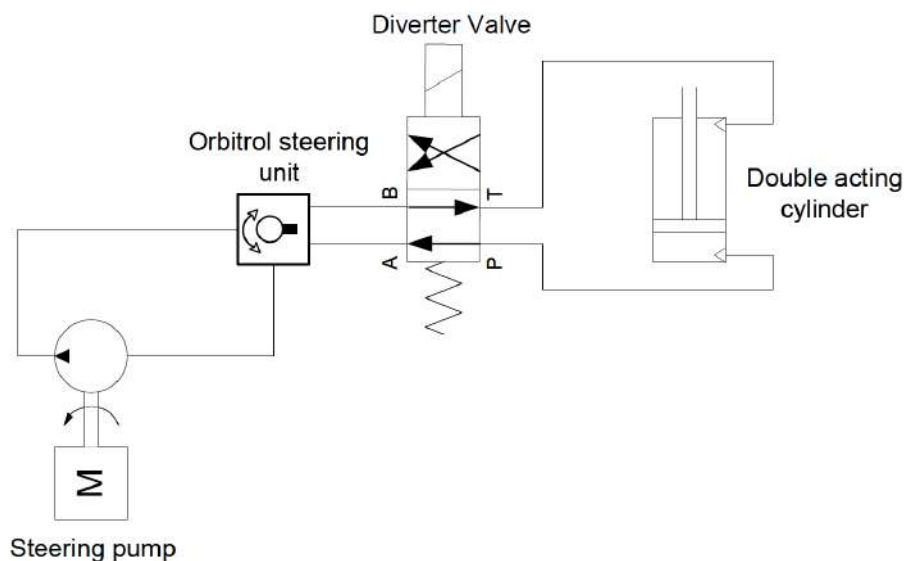 Diverter Valve
Orbitrol steering
unit
B
T
A
P
Double acting
cylinder
M
Steering pump